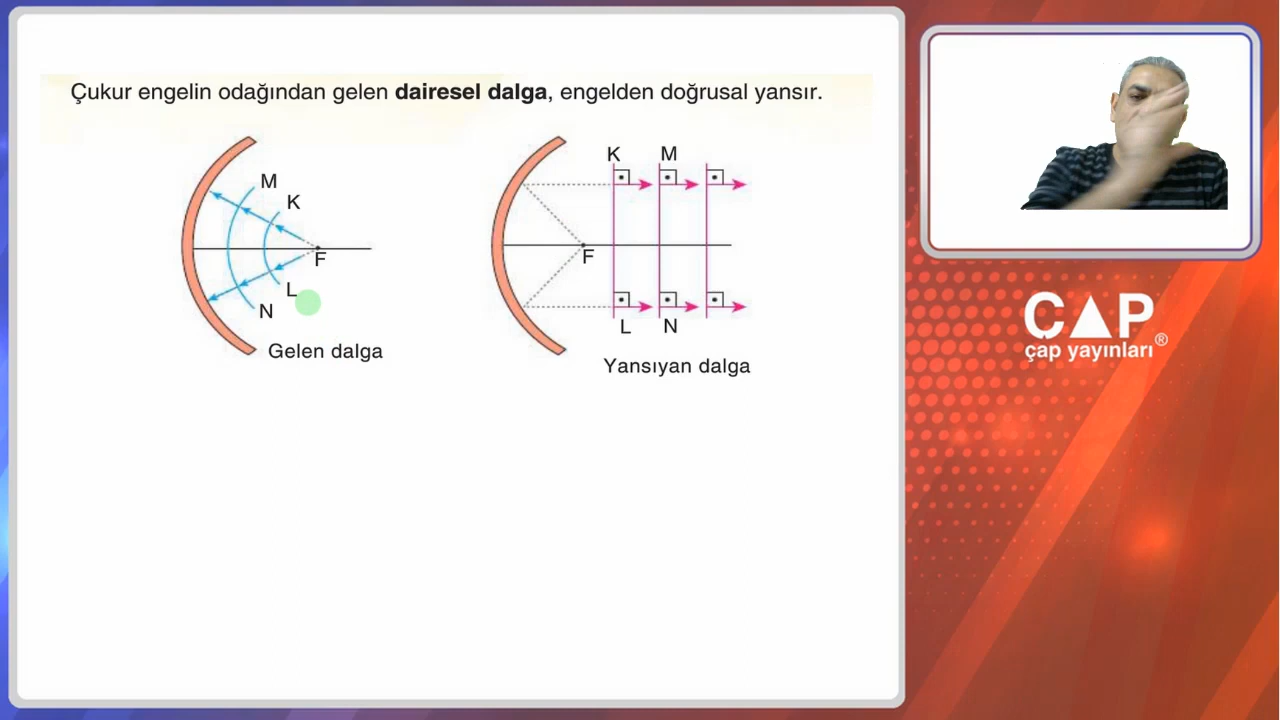 Çukur engelin odağından gelen dairesel dalga, engelden doğrusal yansır.
M
K
F
L
N
Gelen dalga
K M
F
L N
Yansıyan dalga
ÇAP
çap yayınları®